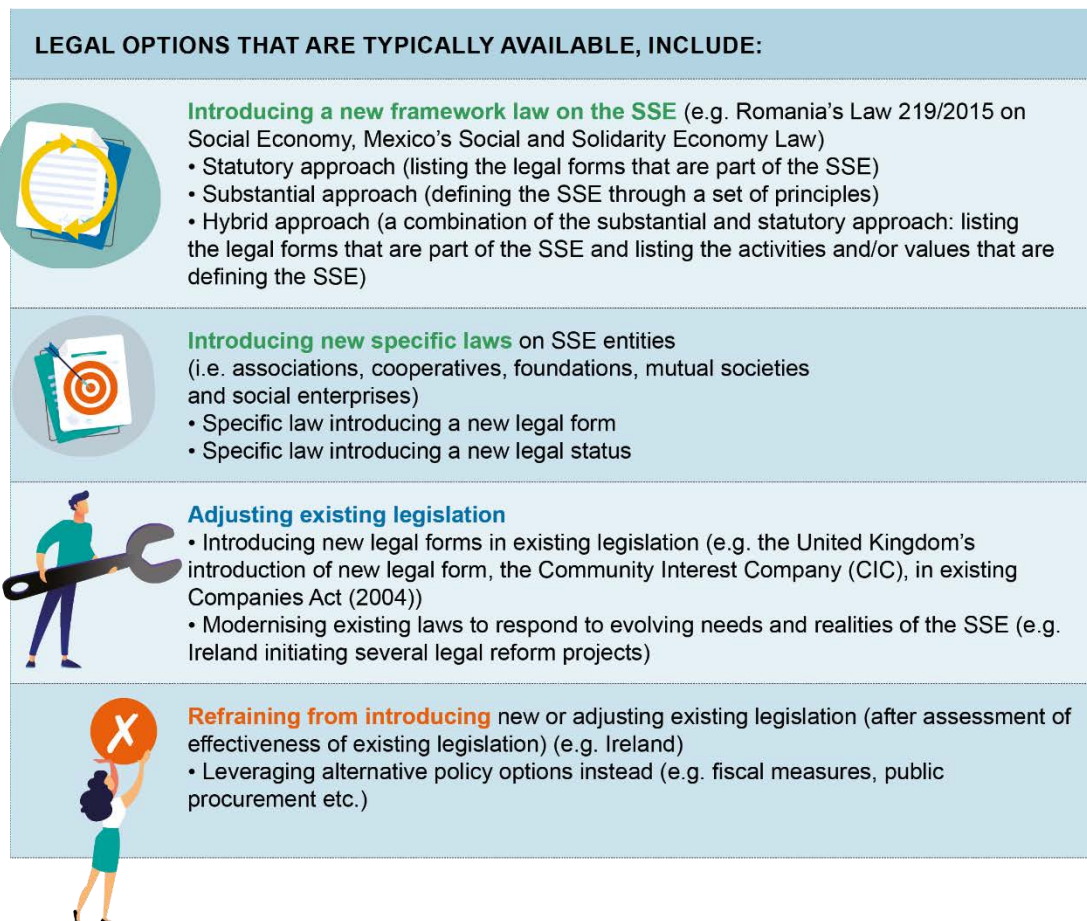 LEGAL OPTIONS THAT ARE TYPICALLY AVAILABLE, INCLUDE:
Introducing a new framework law on the SSE (e.g. Romania’s Law 219/2015 on
Social Economy, Mexico’s Social and Solidarity Economy Law)
• Statutory approach (listing the legal forms that are part of the SSE)
• Substantial approach (defining the SSE through a set of principles)
• Hybrid approach (a combination of the substantial and statutory approach: listing
the legal forms that are part of the SSE and listing the activities and/or values that are
defining the SSE)
Introducing new specific laws on SSE entities
(i.e. associations, cooperatives, foundations, mutual societies
and social enterprises)
• Specific law introducing a new legal form
• Specific law introducing a new legal status
Adjusting existing legislation
• Introducing new legal forms in existing legislation (e.g. the United Kingdom’s
introduction of new legal form, the Community Interest Company (CIC), in existing
Companies Act (2004))
• Modernising existing laws to respond to evolving needs and realities of the SSE (e.g.
Ireland initiating several legal reform projects)
Refraining from introducing new or adjusting existing legislation (after assessment of
effectiveness of existing legislation) (e.g. Ireland)
• Leveraging alternative policy options instead (e.g. fiscal measures, public
procurement etc.)